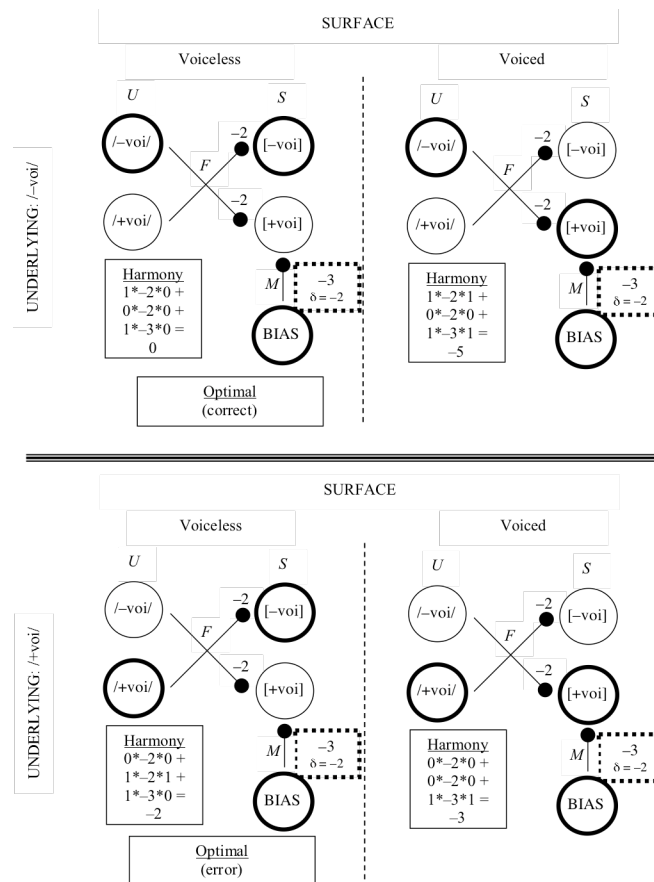 SURFACE
Voiceless
Voiced
UNDERLYING: /–voi/
U
S
/–voi/
–2
[–voi]
F
/+voi/
–2
[+voi]
Harmony
1*–2*0 +
0*–2*0 +
1*–3*0 =
0
M
–3
δ = –2
BIAS
Optimal
(correct)
U
S
/–voi/
–2
[–voi]
F
/+voi/
–2
[+voi]
Harmony
1*–2*1 +
0*–2*0 +
1*–3*1 =
–5
M
–3
δ = –2
BIAS
SURFACE
Voiceless
Voiced
UNDERLYING: /+voi/
U
S
/–voi/
–2
[–voi]
F
/+voi/
–2
[+voi]
Harmony
0*–2*0 +
1*–2*1 +
1*–3*0 =
–2
M
–3
δ = –2
BIAS
Optimal
(error)
U
S
/–voi/
–2
[–voi]
F
/+voi/
–2
[+voi]
Harmony
0*–2*0 +
0*–2*0 +
1*–3*1 =
–3
M
–3
δ = –2
BIAS